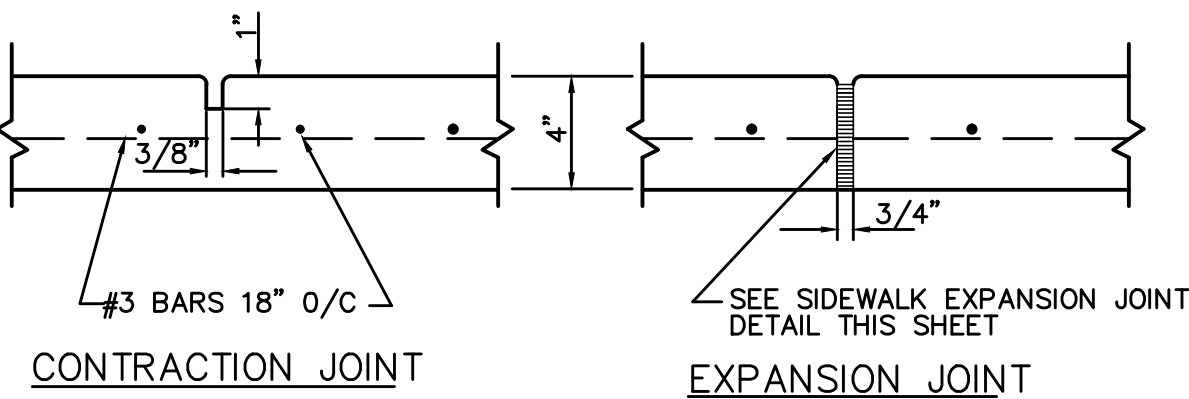 1"
3/8"
4"
3/4"
#3 BARS 18" O/C
SEE SIDEWALK EXPANSION JOINT
DETAIL THIS SHEET
CONTRACTION JOINT
EXPANSION JOINT